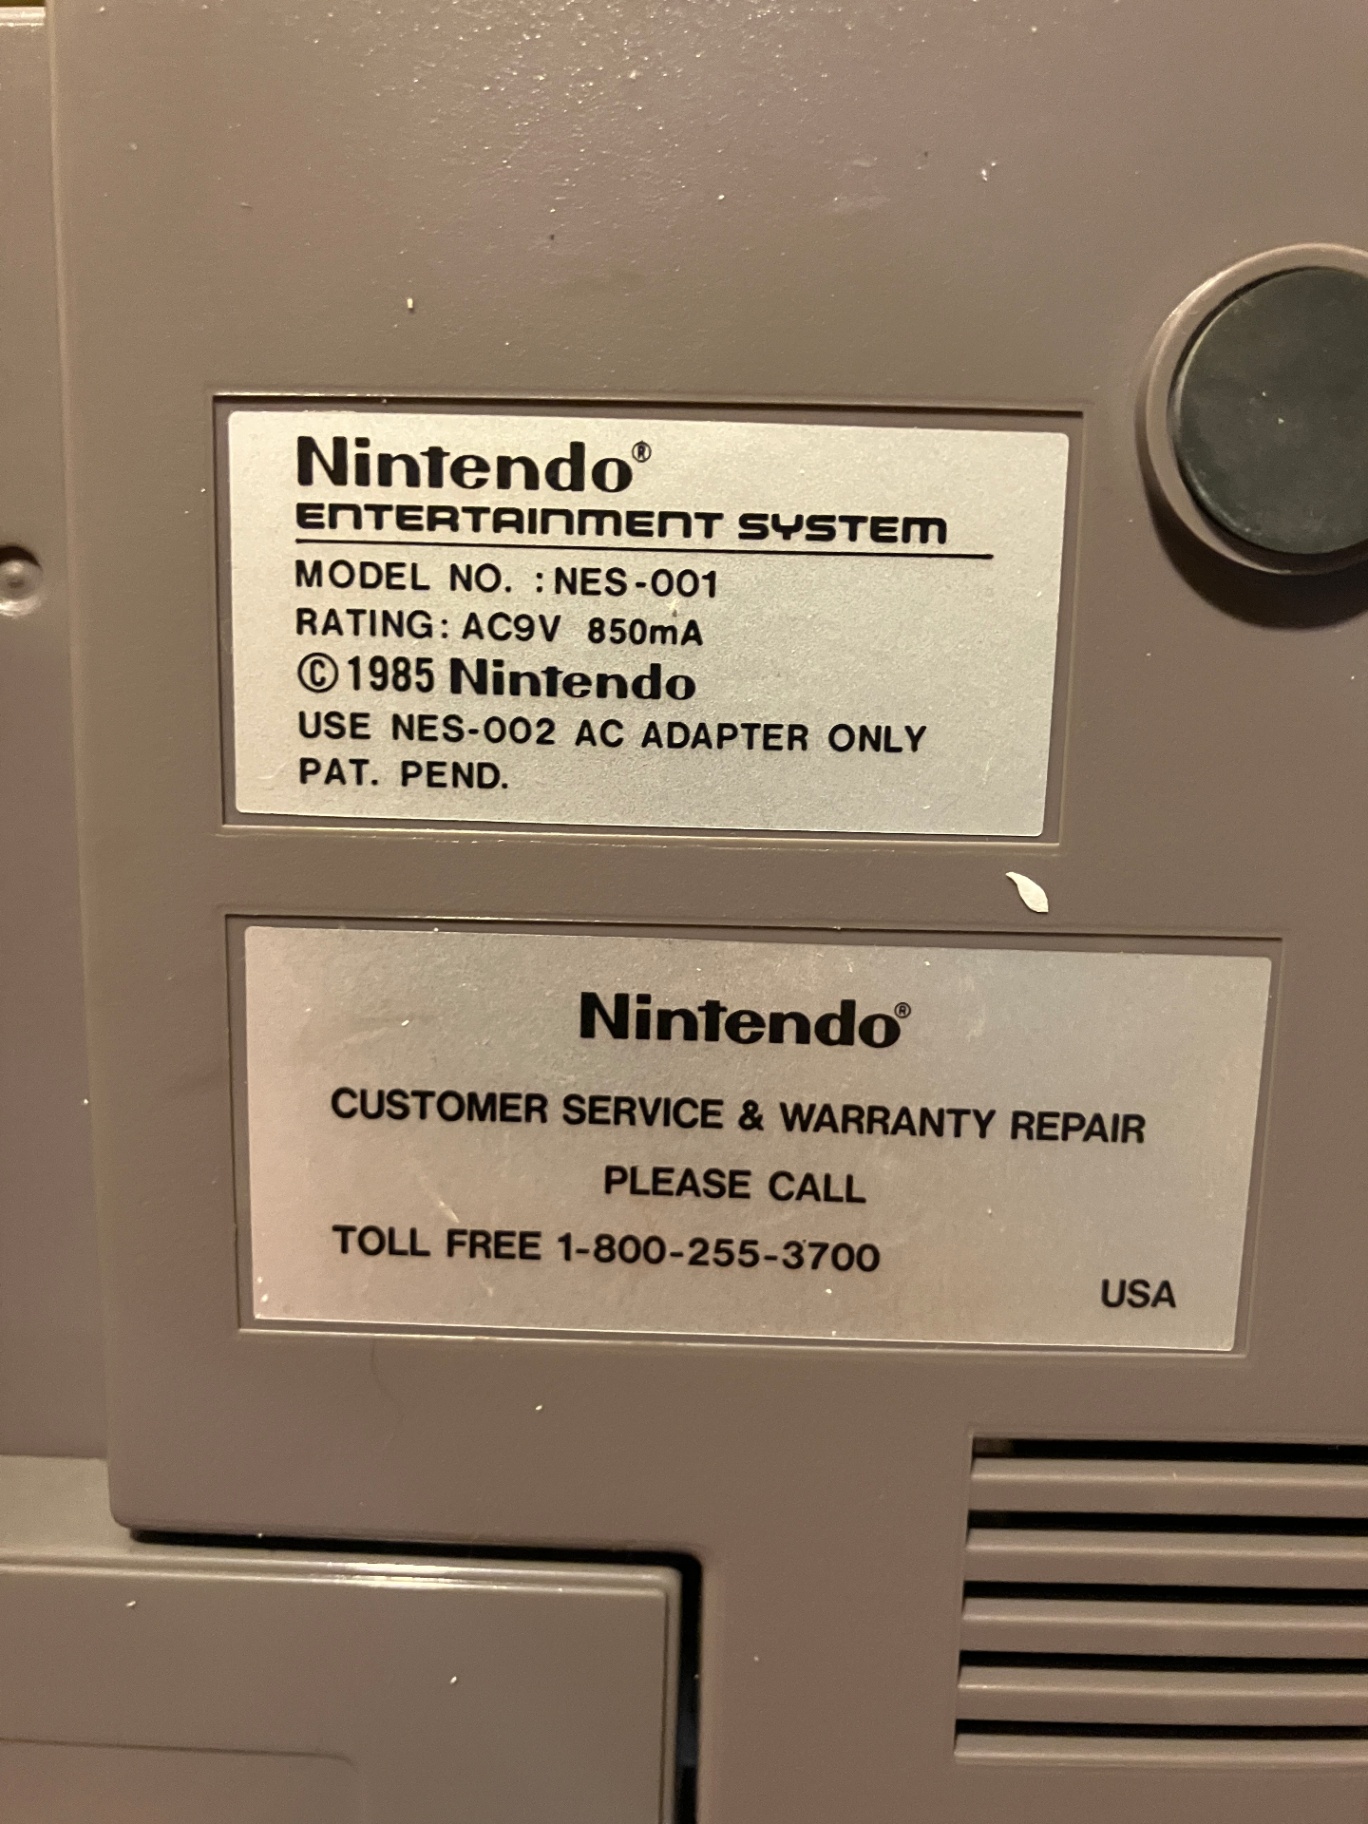 Nintendo®
ENTERTAINMENT SYSTEM
MODEL NO. : NES-001
RATING: AC9V 850mA
©1985 Nintendo
USE NES-002 AC ADAPTER ONLY
PAT. PEND.
Nintendo®
CUSTOMER SERVICE & WARRANTY REPAIR
PLEASE CALL
TOLL FREE 1-800-255-3700
USA